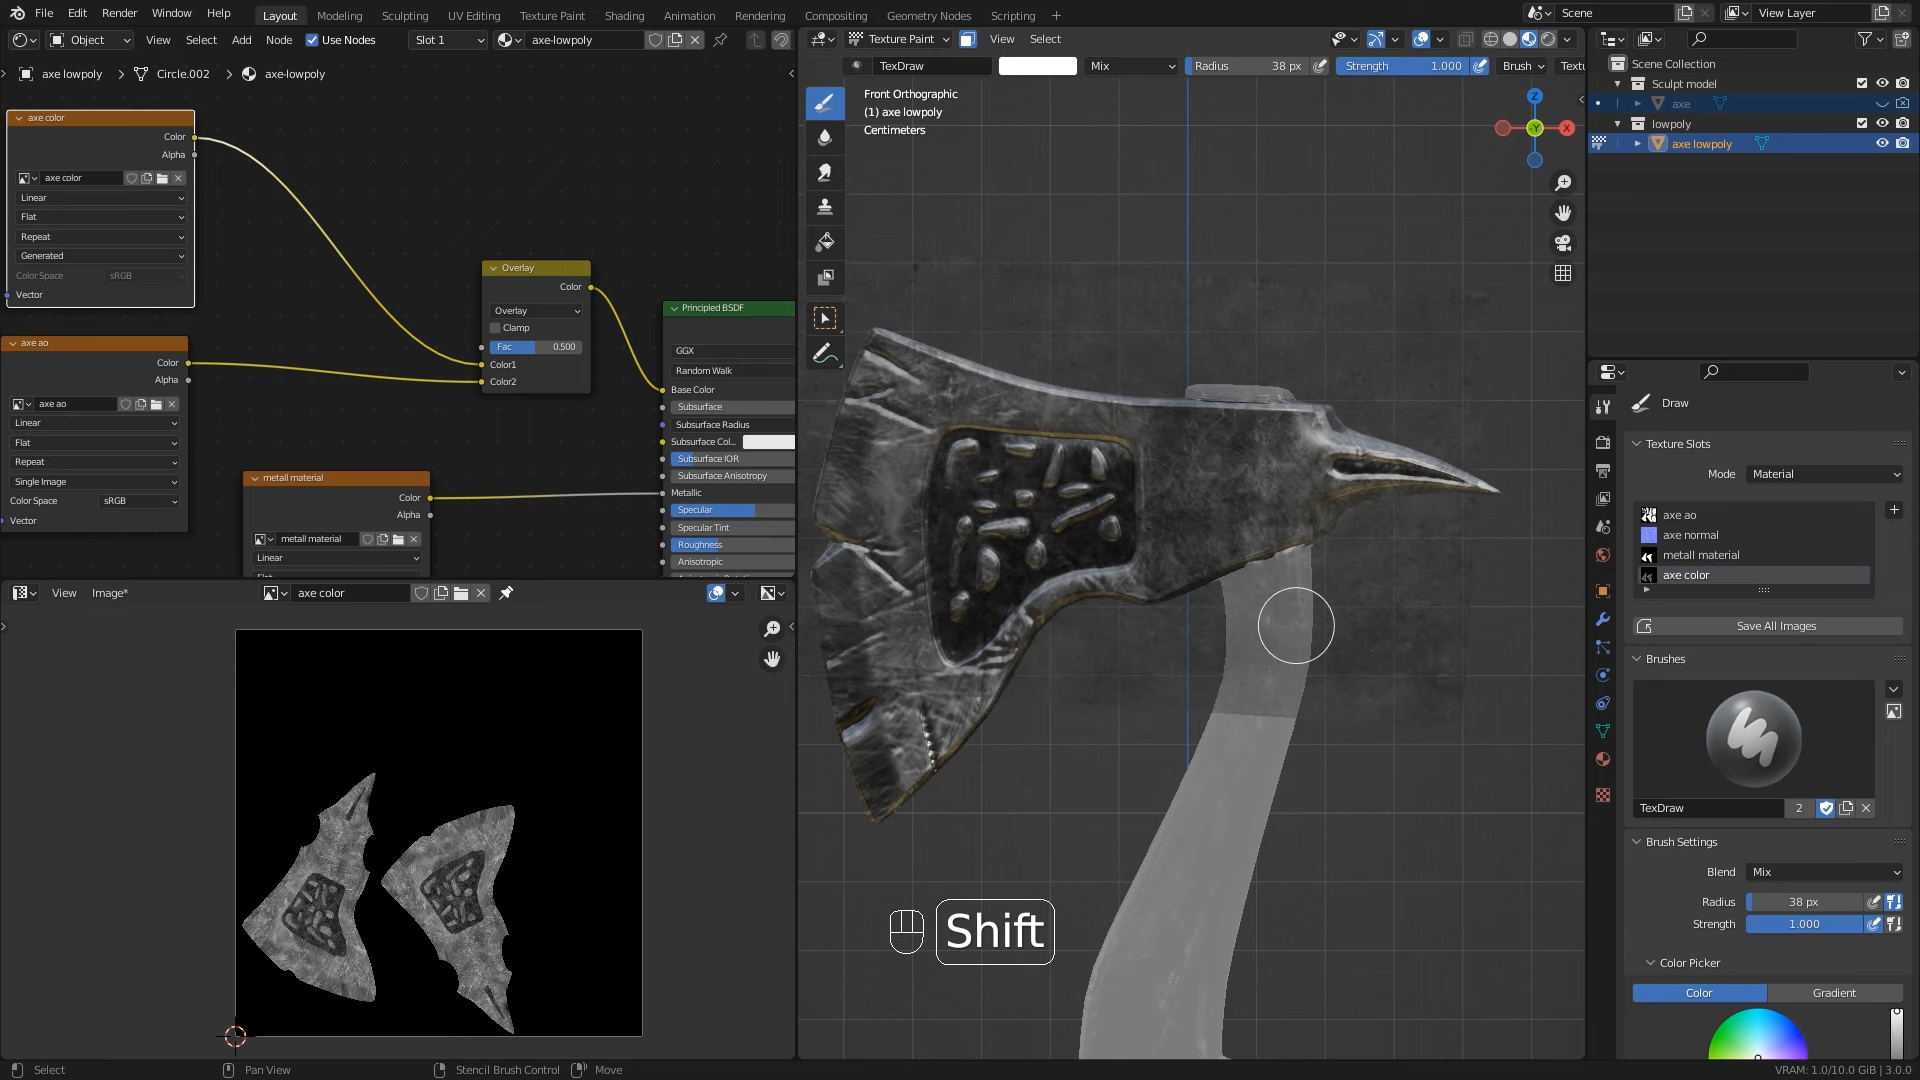 File Edit Render Window Help Layout Modeling Sculpting UV Editing Texture Paint Shading Animation Rendering Compositing Geometry Nodes Scripting + Scene View Layer
Object View Select Add Node Use Nodes Slot 1 axe-lowpoly Texture Paint View Select
axe lowpoly > Circle.002 > axe-lowpoly
TexDraw Mix Radius 38 px Strength 1.000 Brush
Front Orthographic
(1) axe lowpoly
Centimeters
Z
Y
X
axe color
Color
Alpha
axe color
Linear
Flat
Repeat
Generated
Color Space sRGB
Vector
axe ao
Color
Alpha
axe ao
Linear
Flat
Repeat
Single Image
Color Space sRGB
Vector
Overlay
Color
Overlay
Clamp
Fac 0.500
Color1
Color2
metall material
Color
Alpha
metall material
Linear
Principled BSDF
GGX
Random Walk
Base Color
Subsurface
Subsurface Radius
Subsurface Col...
Subsurface IOR
Subsurface Anisotropy
Metallic
Specular
Specular Tint
Roughness
Anisotropic
View Image* axe color
Shift
Scene Collection
Sculpt model
axe
lowpoly
axe lowpoly
Draw
Texture Slots
Mode Material
axe ao
axe normal
metall material
axe color
Save All Images
Brushes
TexDraw 2
Brush Settings
Blend Mix
Radius 38 px
Strength 1.000
Color Picker
Color Gradient
Select Pan View Stencil Brush Control Move VRAM: 1.0/10.0 GiB | 3.0.0